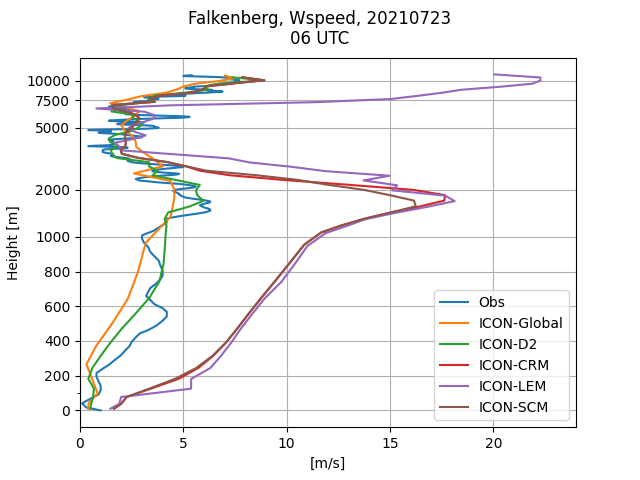 Falkenberg, Wspeed, 20210723
06 UTC
Height [m]
10000
7500
5000
2000
1000
800
600
400
200
0
0
5
10
15
20
[m/s]
Obs
ICON-Global
ICON-D2
ICON-CRM
ICON-LEM
ICON-SCM